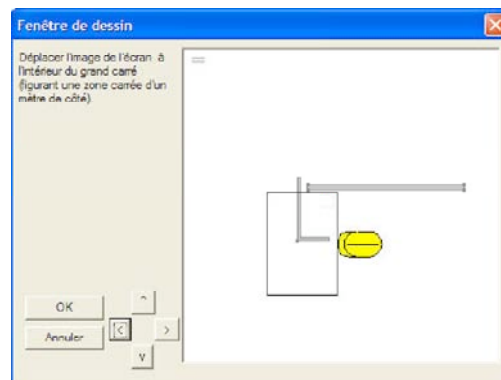 Fenêtre de dessin
Déplacer l'image de l'écran à
l'intérieur du grand carré
(figurant une zone carrée d'un
mètre de côté)
OK
^
<
>
Annuler
v